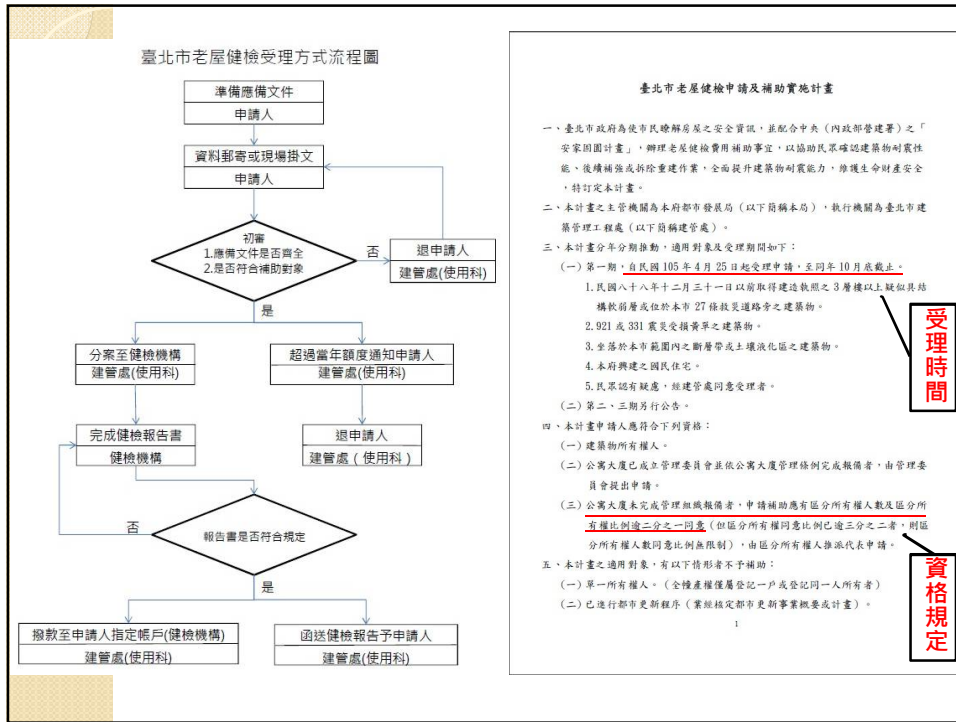 臺北市老屋健檢受理方式流程圖
準備應備文件
申請人
資料郵寄或現場掛文
申請人
初審
1.應備文件是否齊全
2.是否符合補助對象
否
退申請人
建管處(使用科)
是
分案至健檢機構
建管處(使用科)
超過當年額度通知申請人
建管處(使用科)
完成健檢報告書
健檢機構
退申請人
建管處（使用科）
否
報告書是否符合規定
是
撥款至申請人指定帳戶(健檢機構)
建管處(使用科)
函送健檢報告予申請人
建管處(使用科)
臺北市老屋健檢申請及補助實施計畫
一、臺北市政府為使市民瞭解房屋之安全資訊，並配合中央（內政部營建署）之「
安家固園計畫」，辦理老屋健檢費用補助事宜，以協助民眾確認建築物耐震性
能、後續補強或拆除重建作業，全面提升建築物耐震能力，維護生命財產安全
，特訂定本計畫。
二、本計畫之主管機關為本府都市發展局（以下簡稱本局），執行機關為臺北市建
築管理工程處（以下簡稱建管處）。
三、本計畫分年分期推動，適用對象及受理期間如下：
（一）第一期，自民國 105 年 4 月 25 日起受理申請，至同年 10 月底截止。
1.民國八十八年十二月三十一日以前取得建造執照之 3 層樓以上疑似具結
構軟弱層或位於本市 27 條救災道路旁之建築物。
2.921 或 331 震災受損黃單之建築物。
3.坐落於本市範圍內之斷層帶或土壤液化區之建築物。
4.本府興建之國民住宅。
5.民眾認有疑慮，經建管處同意受理者。
（二）第二、三期另行公告。
四、本計畫申請人應符合下列資格：
（一）建築物所有權人。
（二）公寓大廈已成立管理委員會並依公寓大廈管理條例完成報備者，由管理委
員會提出申請。
（三）公寓大廈未完成管理組織報備者，申請補助應有區分所有權人數及區分所
有權比例逾二分之一同意（但區分所有權同意比例已逾三分之二者，則區
分所有權人數同意比例無限制），由區分所有權人推派代表申請。
五、本計畫之適用對象，有以下情形者不予補助：
（一）單一所有權人。（全幢產權僅屬登記一戶或登記同一人所有者）
（二）已進行都市更新程序（業經核定都市更新事業概要或計畫）。
1
受理時間
資格規定